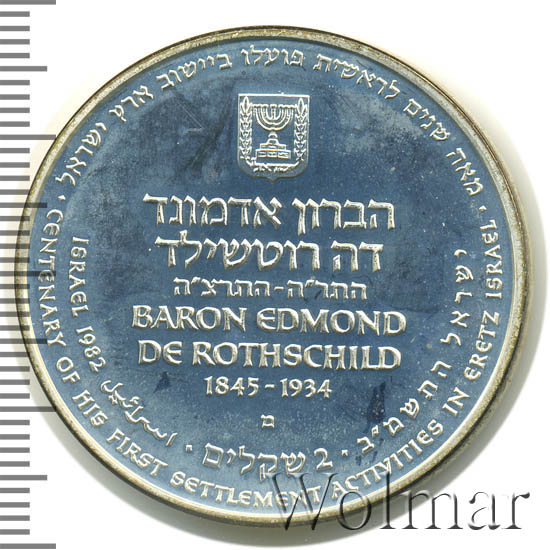 מאה שנים לראשית פועלו ביישוב ארץ ישראל
הברון אדמונד
דה רוטשילד
התר"ה-התרצ"ה
BARON EDMOND
DE ROTHSCHILD
1845-1934
מ
ישראל התשמ"ב · 2 שקלים · اسرائيل ISRAEL 1982
· CENTENARY OF HIS FIRST SETTLEMENT ACTIVITIES IN ERETZ ISRAEL ·
Wolmar